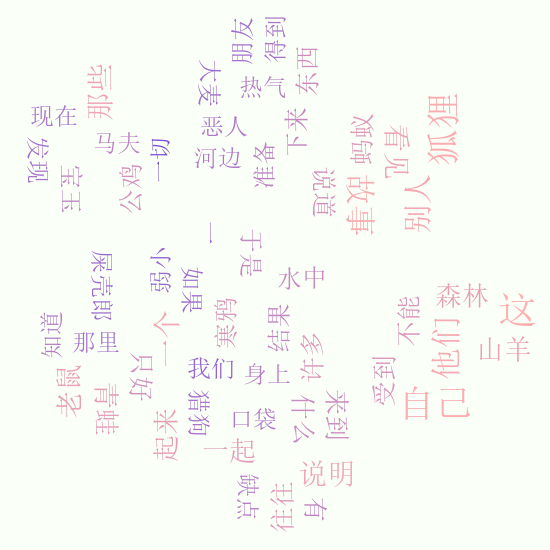 朋友
得到
大麦
热气
东西
那些
现在
马夫
恶人
下来
蚂蚁
看见
狐狸
发现
一切
河边
准备
宝玉
公鸡
说道
故事
别人
一
于是
屎壳郎
弱小
如果
水中
森林
这
知道
那里
一个
寒鸦
结果
许多
不能
他们
山羊
老鼠
青蛙
只好
我们
身上
受到
自己
起来
猎狗
口袋
什么
来到
一起
说明
缺点
往往
有